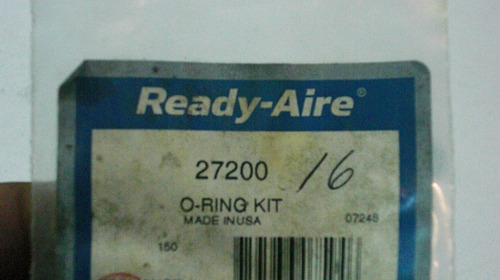 Ready-Aire®
27200 16
O-RING KIT
MADE IN USA 07248
150